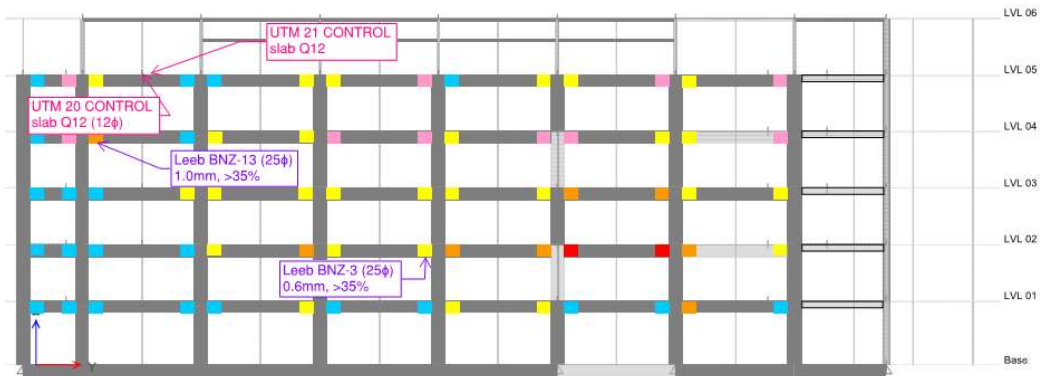 LVL 06
UTM 21 CONTROL
slab Q12
LVL 05
UTM 20 CONTROL
slab Q12 (12ϕ)
LVL 04
Leeb BNZ-13 (25ϕ)
1.0mm, >35%
LVL 03
LVL 02
Leeb BNZ-3 (25ϕ)
0.6mm, >35%
LVL 01
Base
Y